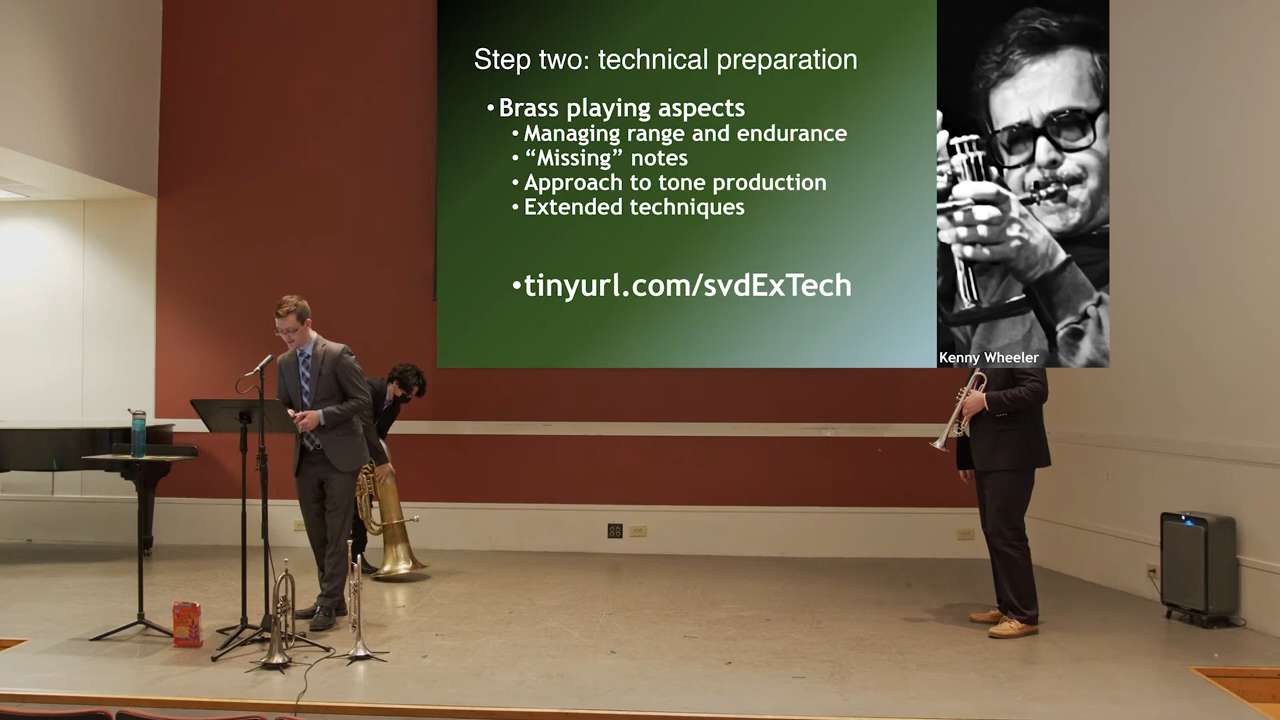 Step two: technical preparation
•Brass playing aspects
•Managing range and endurance
•“Missing” notes
•Approach to tone production
•Extended techniques
•tinyurl.com/svdExTech
Kenny Wheeler